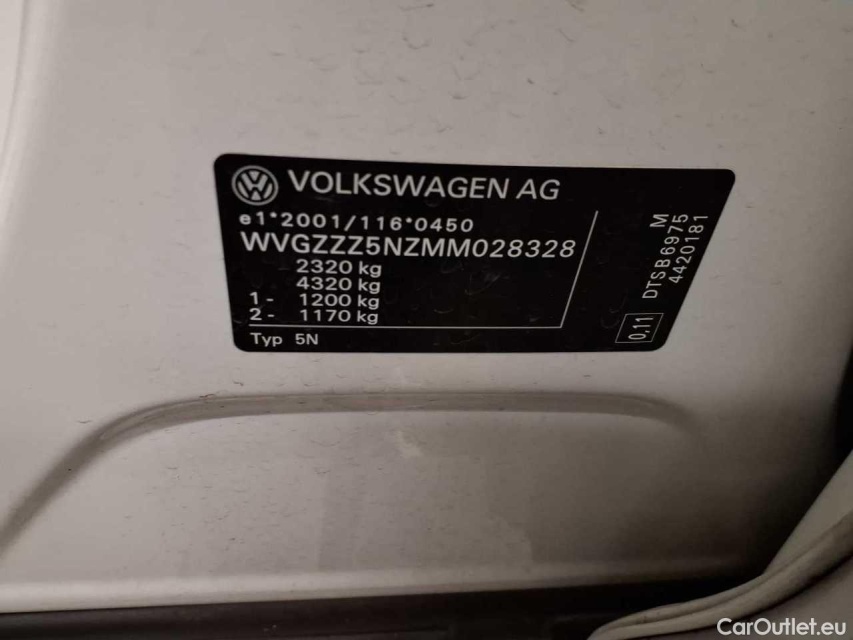 VOLKSWAGEN AG
e1*2001/116*0450
WVGZZZ5NZMM028328
2320 kg
4320 kg
1- 1200 kg
2- 1170 kg
Typ 5N
M
DTSB6975
4420181
0,11
CarOutlet.eu